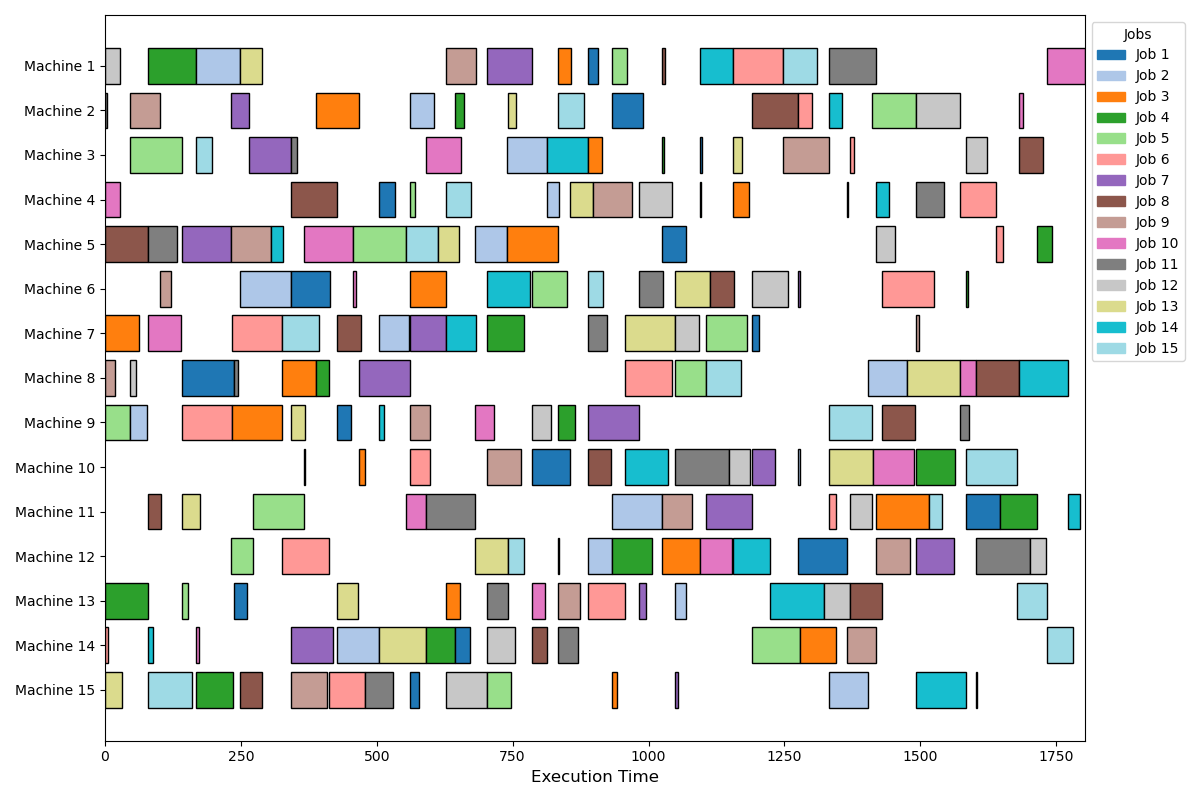 Machine 1
Machine 2
Machine 3
Machine 4
Machine 5
Machine 6
Machine 7
Machine 8
Machine 9
Machine 10
Machine 11
Machine 12
Machine 13
Machine 14
Machine 15
0 250 500 750 1000 1250 1500 1750
Execution Time
Jobs
Job 1
Job 2
Job 3
Job 4
Job 5
Job 6
Job 7
Job 8
Job 9
Job 10
Job 11
Job 12
Job 13
Job 14
Job 15